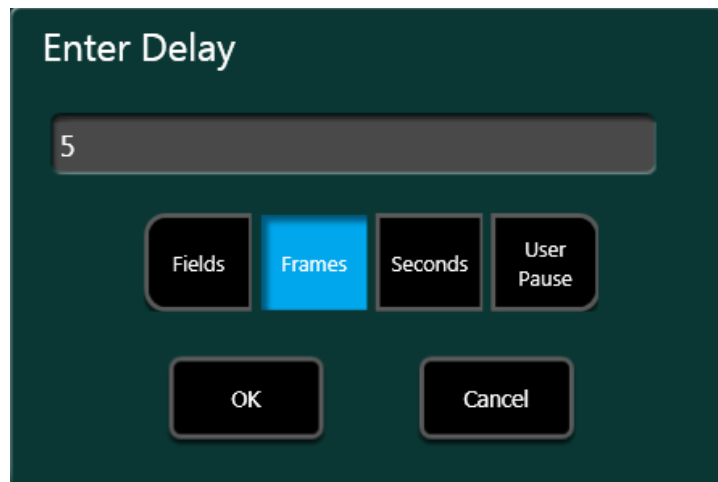 Enter Delay
5
Fields
Frames
Seconds
User
Pause
OK
Cancel